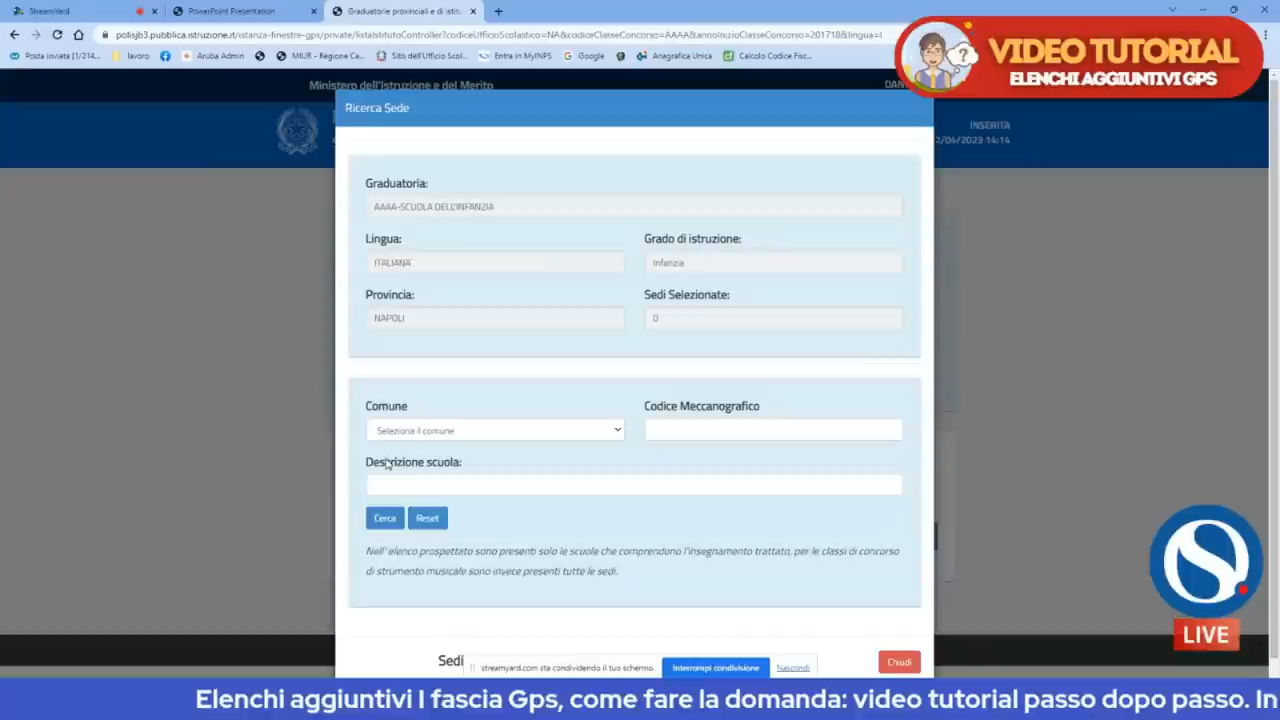 StreamYard
PowerPoint Presentation
Graduatorie provinciali e di istitu
polisjb3.pubblica.istruzione.it/istanza-finestre-gps/private/listaIstitutoController?codiceUfficioScolastico=NA&codiceClasseConcorso=AAAA&annoInizioClasseConcorso=201718&lingua=I
Posta inviata [1/214...
lavoro
Aruba Admin
MIUR - Regione Ca...
Sito dell'Ufficio Scol...
Entra in MyINPS
Google
Anagrafica Unica
Calcolo Codice Fisc...
VIDEO TUTORIAL
ELENCHI AGGIUNTIVI GPS
Ministero dell'Istruzione e del Merito
Ricerca Sede
INSERITA
/04/2023 14:14
Graduatoria:
AAAA-SCUOLA DELL'INFANZIA
Lingua:
Grado di istruzione:
ITALIANA
Infanzia
Provincia:
Sedi Selezionate:
NAPOLI
0
Comune
Codice Meccanografico
Seleziona il comune
Descrizione scuola:
Cerca
Reset
Nell' elenco prospettato sono presenti solo le scuole che comprendono l'insegnamento trattato, per le classi di concorso
di strumento musicale sono invece presenti tutte le sedi.
Sedi
streamyard.com sta condividendo il tuo schermo.
Interrompi condivisione
Nascondi
Chiudi
LIVE
Elenchi aggiuntivi I fascia Gps, come fare la domanda: video tutorial passo dopo passo. In